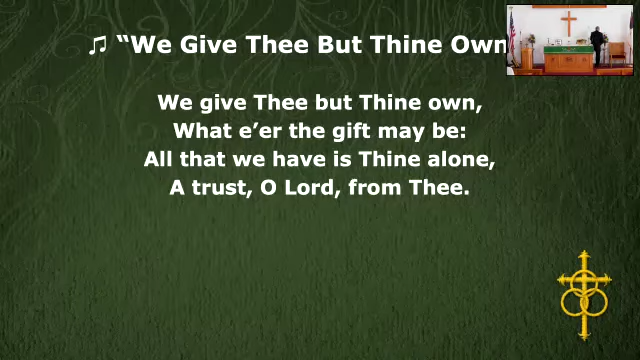 ♫ “We Give Thee But Thine Own
We give Thee but Thine own,
What e’er the gift may be:
All that we have is Thine alone,
A trust, O Lord, from Thee.